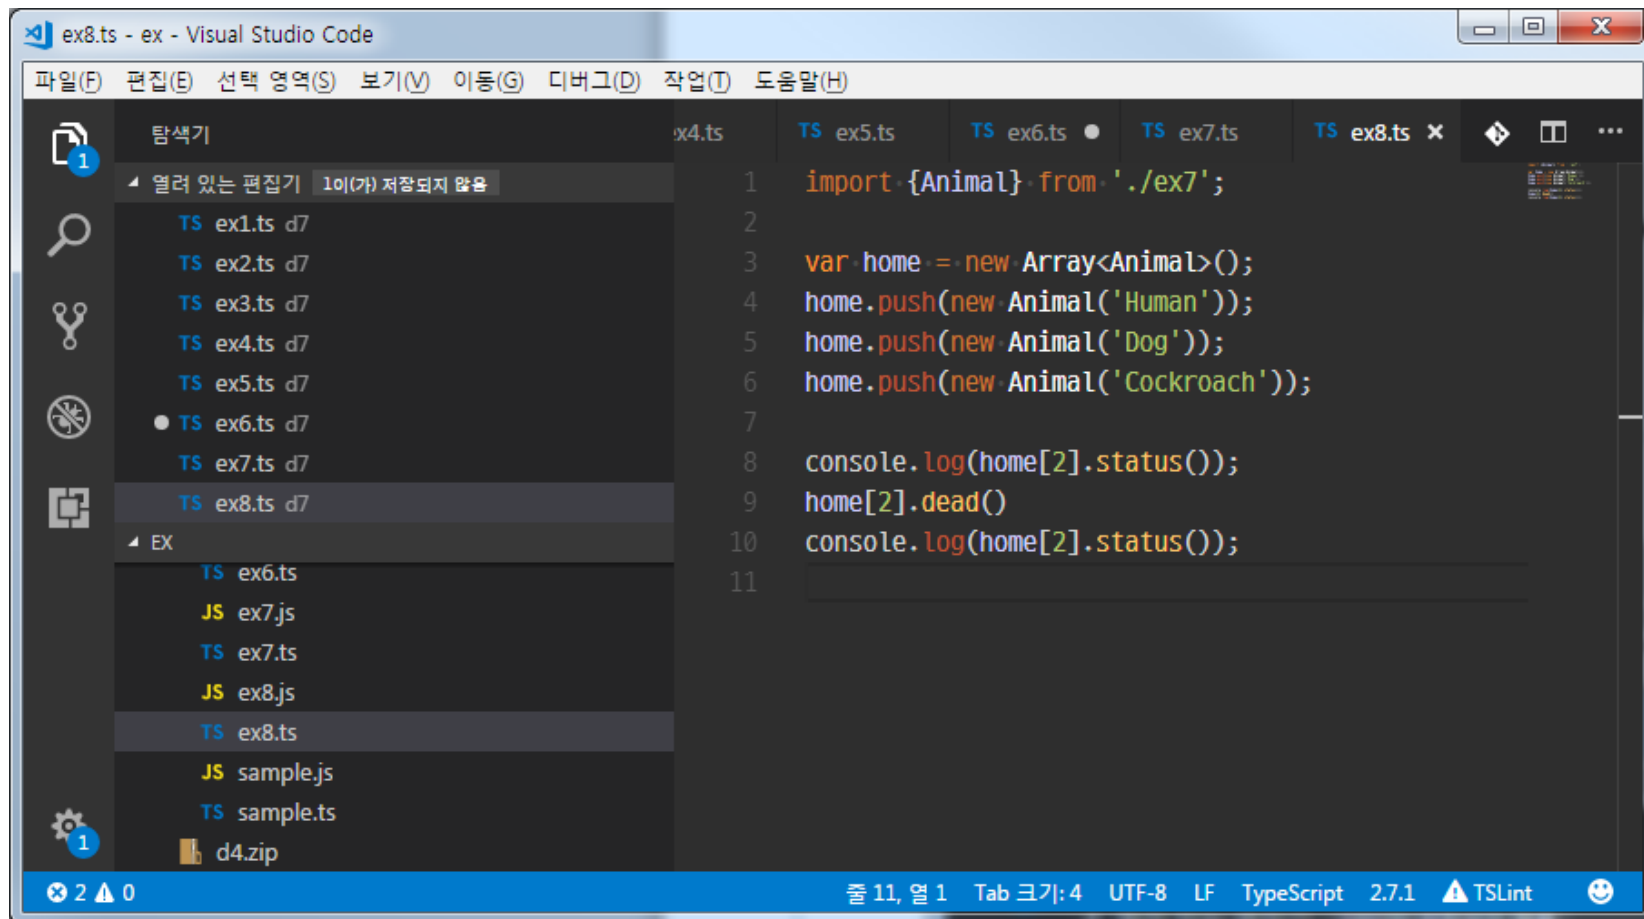 ex8.ts - ex - Visual Studio Code
파일(F) 편집(E) 선택 영역(S) 보기(V) 이동(G) 디버그(D) 작업(T) 도움말(H)
탐색기
x4.ts TS ex5.ts TS ex6.ts TS ex7.ts TS ex8.ts
1
열려 있는 편집기 1이(가) 저장되지 않음
TS ex1.ts d7
TS ex2.ts d7
TS ex3.ts d7
TS ex4.ts d7
TS ex5.ts d7
TS ex6.ts d7
TS ex7.ts d7
TS ex8.ts d7
EX
TS ex6.ts
JS ex7.js
TS ex7.ts
JS ex8.js
TS ex8.ts
JS sample.js
TS sample.ts
d4.zip
1
1 import {Animal} from './ex7';
2
3 var home = new Array<Animal>();
4 home.push(new Animal('Human'));
5 home.push(new Animal('Dog'));
6 home.push(new Animal('Cockroach'));
7
8 console.log(home[2].status());
9 home[2].dead()
10 console.log(home[2].status());
11
2 0 줄 11, 열 1 Tab 크기: 4 UTF-8 LF TypeScript 2.7.1 TSLint